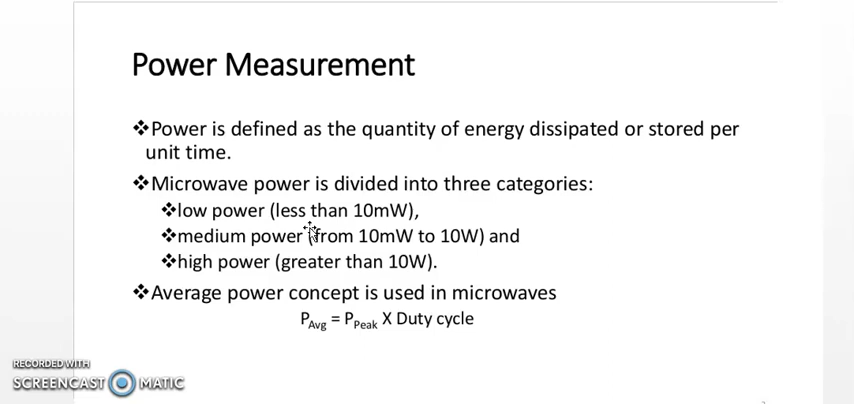 Power Measurement
❖Power is defined as the quantity of energy dissipated or stored per
unit time.
❖Microwave power is divided into three categories:
❖low power (less than 10mW),
❖medium power (from 10mW to 10W) and
❖high power (greater than 10W).
❖Average power concept is used in microwaves
P_Avg = P_Peak X Duty cycle
RECORDED WITH
SCREENCAST MATIC